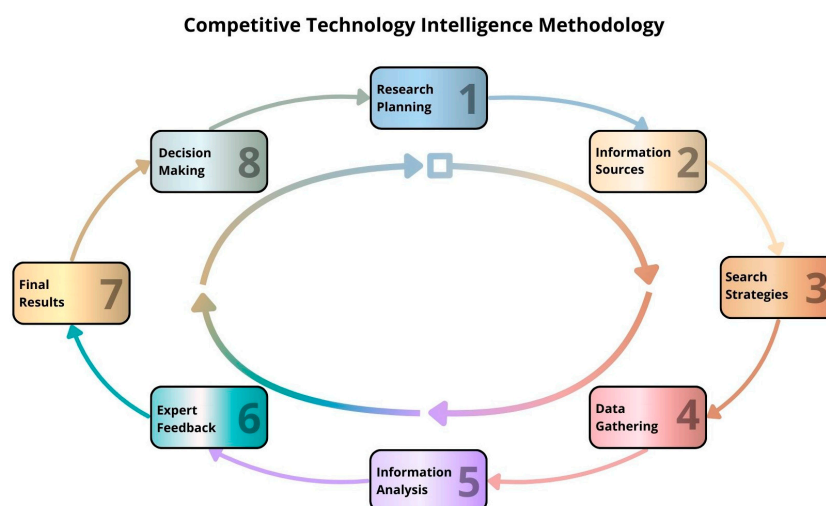 Competitive Technology Intelligence Methodology
Research
Planning
1
Information
Sources
2
Search
Strategies
3
Data
Gathering
4
Information
Analysis
5
Expert
Feedback
6
Final
Results
7
Decision
Making
8